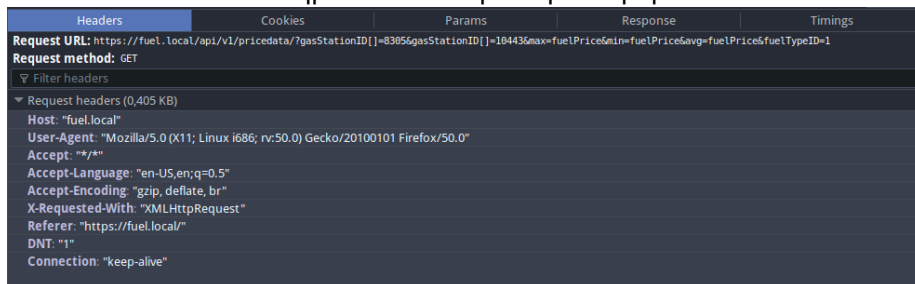 Headers Cookies Params Response Timings
Request URL: https://fuel.local/api/v1/pricedata/?gasStationID[]=8305&gasStationID[]=10443&max=fuelPrice&min=fuelPrice&avg=fuelPrice&fuelTypeID=1
Request method: GET
Filter headers
Request headers (0,405 KB)
Host: "fuel.local"
User-Agent: "Mozilla/5.0 (X11; Linux i686; rv:50.0) Gecko/20100101 Firefox/50.0"
Accept: "*/*"
Accept-Language: "en-US,en;q=0.5"
Accept-Encoding: "gzip, deflate, br"
X-Requested-With: "XMLHttpRequest"
Referer: "https://fuel.local/"
DNT: "1"
Connection: "keep-alive"